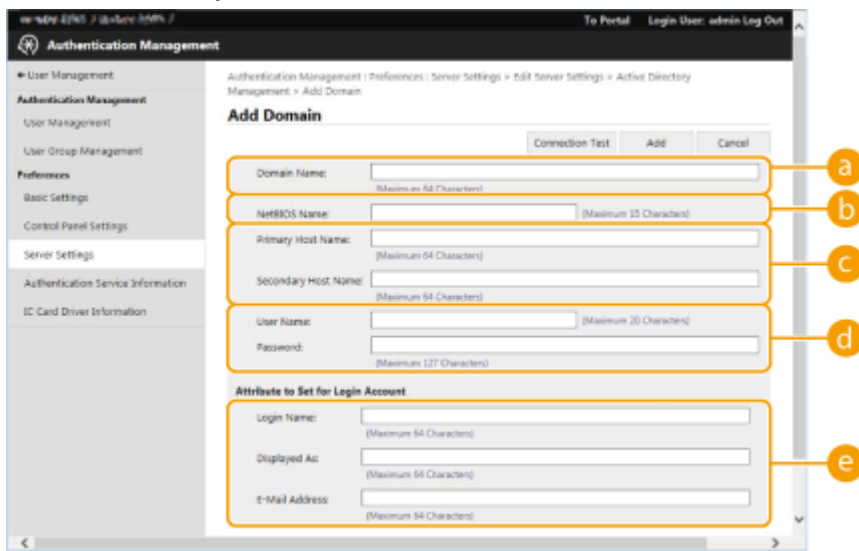 To Portal Login User: admin Log Out
Authentication Management
User Management
Authentication Management
User Management
User Group Management
Preferences
Basic Settings
Control Panel Settings
Server Settings
Authentication Service Information
IC Card Driver Information
Authentication Management : Preferences : Server Settings > Edit Server Settings > Active Directory
Management > Add Domain
Add Domain
Connection Test Add Cancel
Domain Name:
(Maximum 64 Characters)
a
NetBIOS Name: (Maximum 15 Characters)
b
Primary Host Name:
(Maximum 64 Characters)
Secondary Host Name:
(Maximum 64 Characters)
c
User Name: (Maximum 20 Characters)
Password:
(Maximum 127 Characters)
d
Attribute to Set for Login Account
Login Name:
(Maximum 64 Characters)
Displayed As:
(Maximum 64 Characters)
E-Mail Address:
(Maximum 64 Characters)
e